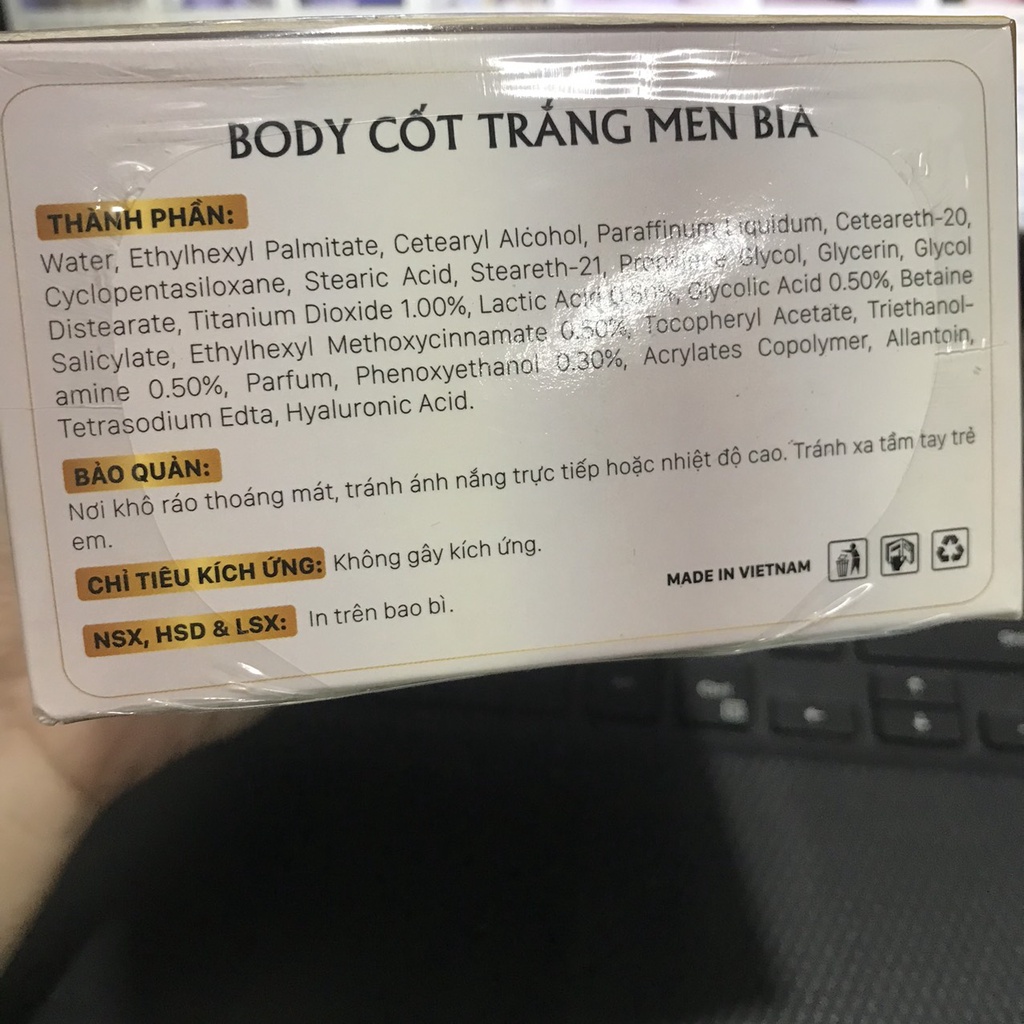 BODY CỐT TRẮNG MEN BIA
THÀNH PHẦN:
Water, Ethylhexyl Palmitate, Cetearyl Alcohol, Paraffinum Liquidum, Ceteareth-20,
Cyclopentasiloxane, Stearic Acid, Steareth-21, Propylene Glycol, Glycerin, Glycol
Distearate, Titanium Dioxide 1.00%, Lactic Acid 0.50%, Glycolic Acid 0.50%, Betaine
Salicylate, Ethylhexyl Methoxycinnamate 0.50%, Tocopheryl Acetate, Triethanol-
amine 0.50%, Parfum, Phenoxyethanol 0.30%, Acrylates Copolymer, Allantoin,
Tetrasodium Edta, Hyaluronic Acid.
BẢO QUẢN:
Nơi khô ráo thoáng mát, tránh ánh nắng trực tiếp hoặc nhiệt độ cao. Tránh xa tầm tay trẻ
em.
CHỈ TIÊU KÍCH ỨNG: Không gây kích ứng.
NSX, HSD & LSX: In trên bao bì.
MADE IN VIETNAM